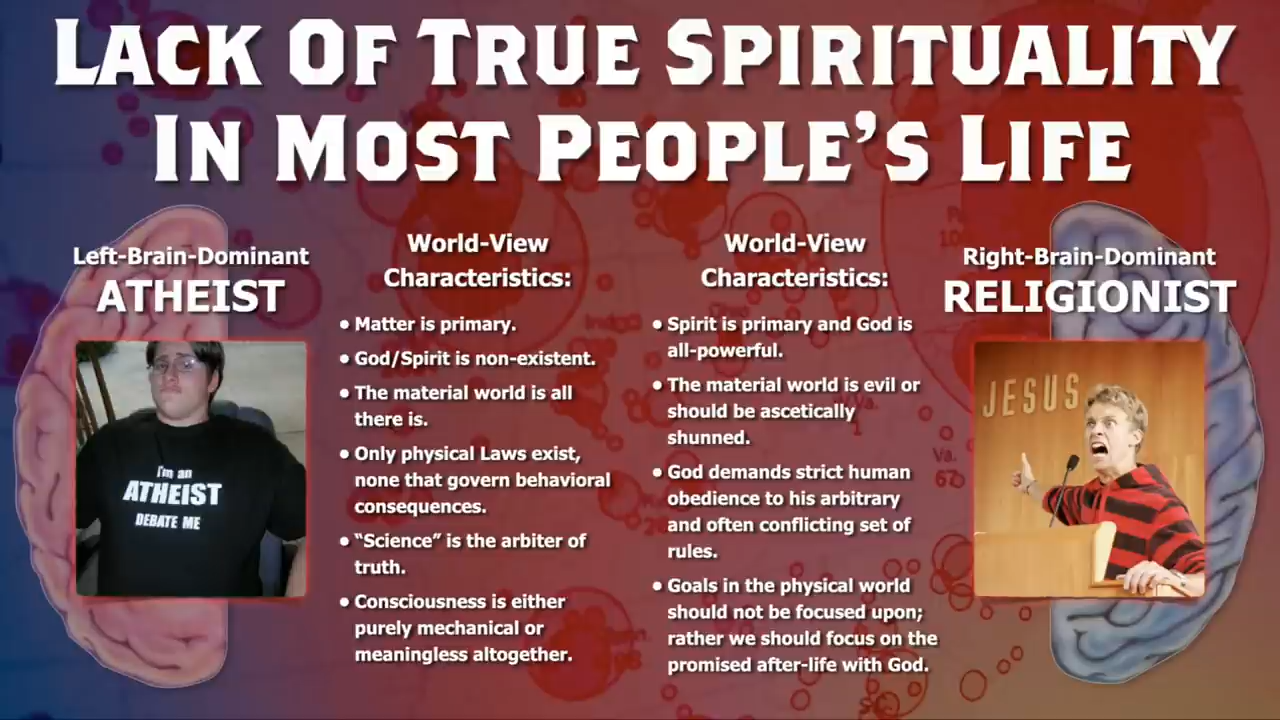 LACK OF TRUE SPIRITUALITY
IN MOST PEOPLE'S LIFE
Left-Brain-Dominant
ATHEIST
I'm an
ATHEIST
DEBATE ME
World-View
Characteristics:
• Matter is primary.
• God/Spirit is non-existent.
• The material world is all
there is.
• Only physical Laws exist,
none that govern behavioral
consequences.
• “Science” is the arbiter of
truth.
• Consciousness is either
purely mechanical or
meaningless altogether.
World-View
Characteristics:
• Spirit is primary and God is
all-powerful.
• The material world is evil or
should be ascetically
shunned.
• God demands strict human
obedience to his arbitrary
and often conflicting set of
rules.
• Goals in the physical world
should not be focused upon;
rather we should focus on the
promised after-life with God.
Right-Brain-Dominant
RELIGIONIST
JESUS